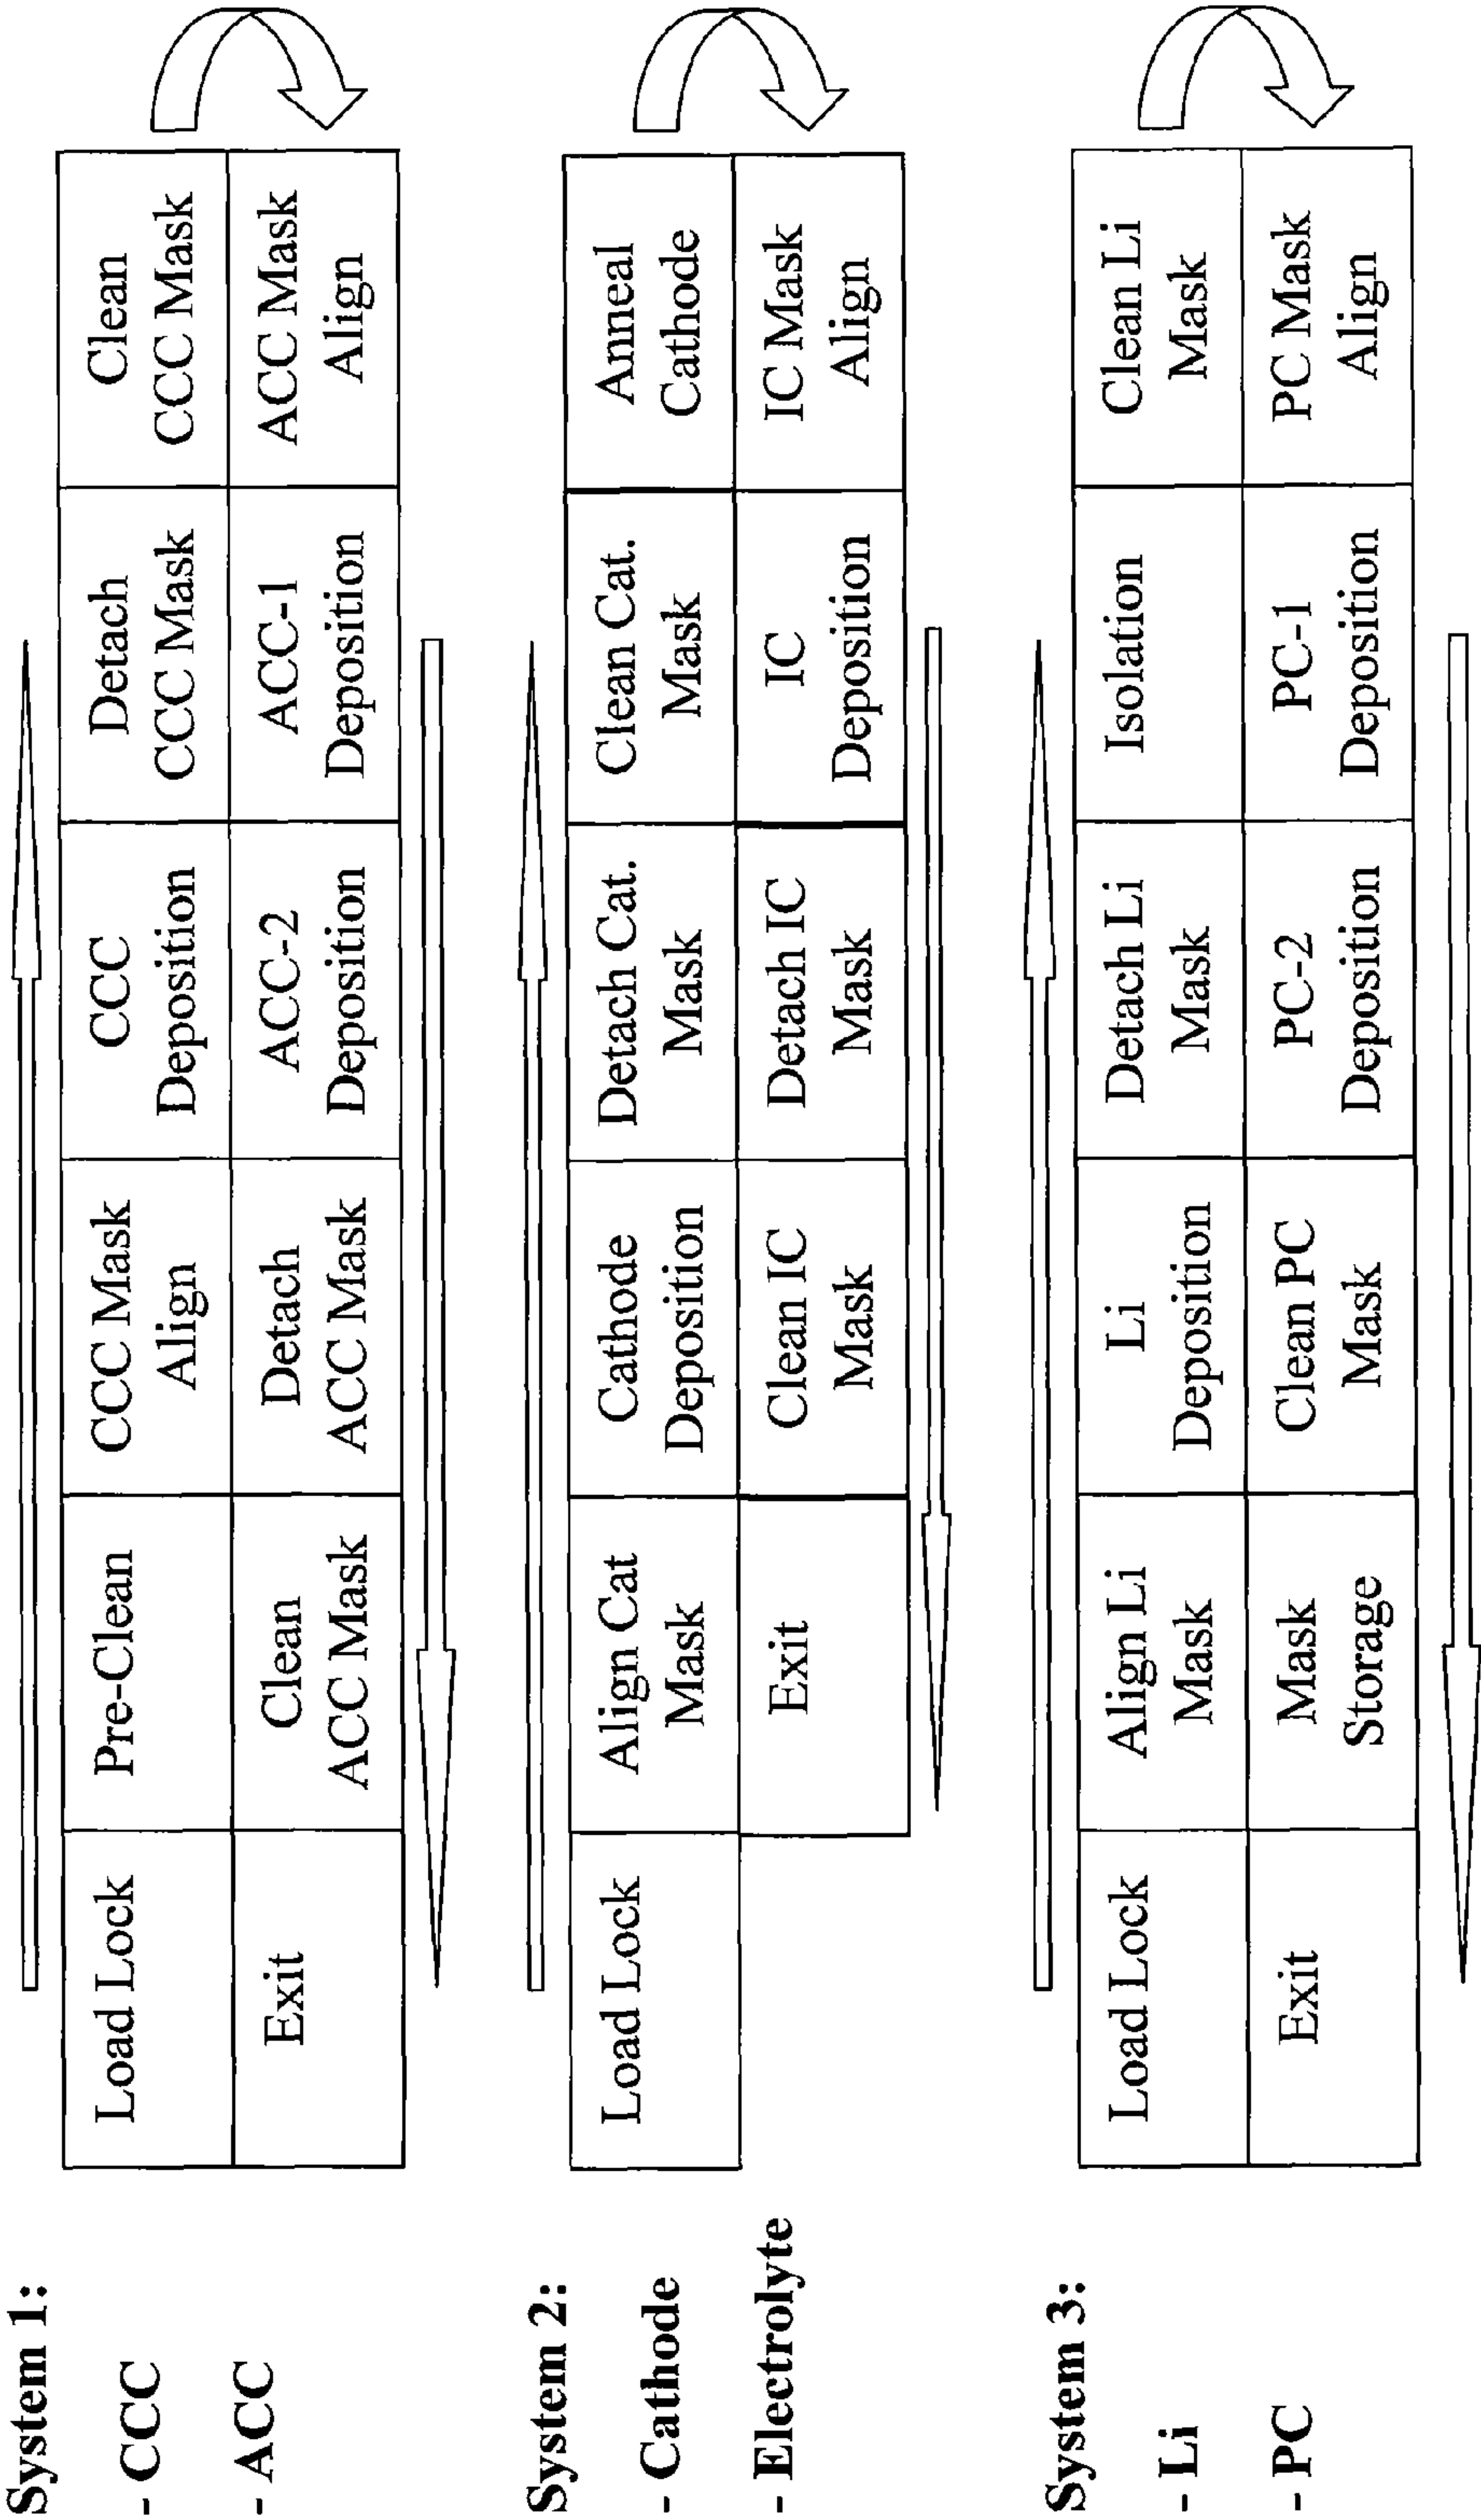 System 1:
- CCC
- ACC
Load Lock
Pre-Clean
CCC Mask
Align
CCC
Deposition
Detach
CCC Mask
Clean
CCC Mask
Exit
Clean
ACC Mask
Detach
ACC Mask
ACC-2
Deposition
ACC-1
Deposition
ACC Mask
Align
System 2:
- Cathode
- Electrolyte
Load Lock
Align Cat
Mask
Cathode
Deposition
Detach Cat.
Mask
Clean Cat.
Mask
Anneal
Cathode
Exit
Clean IC
Mask
Detach IC
Mask
IC
Deposition
IC Mask
Align
System 3:
- Li
- PC
Load Lock
Align Li
Mask
Li
Deposition
Detach Li
Mask
Isolation
Clean Li
Mask
Exit
Mask
Storage
Clean PC
Mask
PC-2
Deposition
PC-1
Deposition
PC Mask
Align